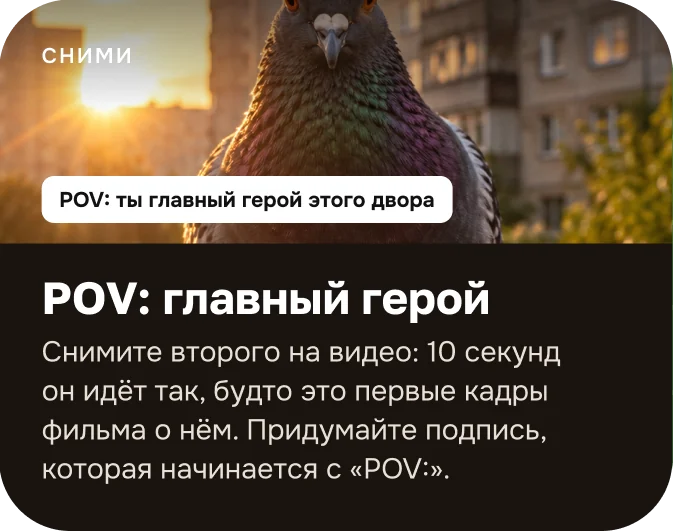 СНИМИ
POV: ты главный герой этого двора
POV: главный герой
Снимите второго на видео: 10 секунд
он идёт так, будто это первые кадры
фильма о нём. Придумайте подпись,
которая начинается с «POV:».